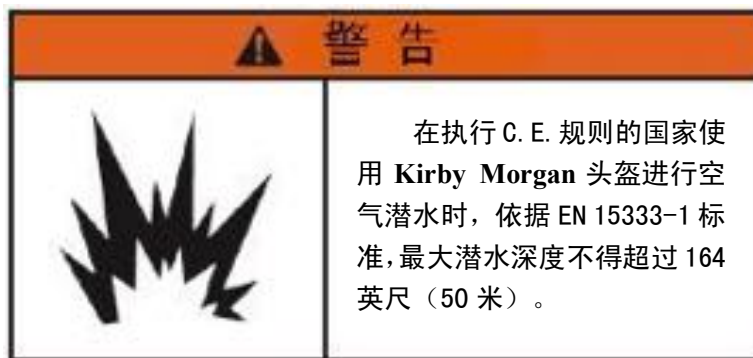 警告
在执行 C.E.规则的国家使
用 Kirby Morgan 头盔进行空
气潜水时，依据 EN 15333-1 标
准,最大潜水深度不得超过 164
英尺（50 米）。